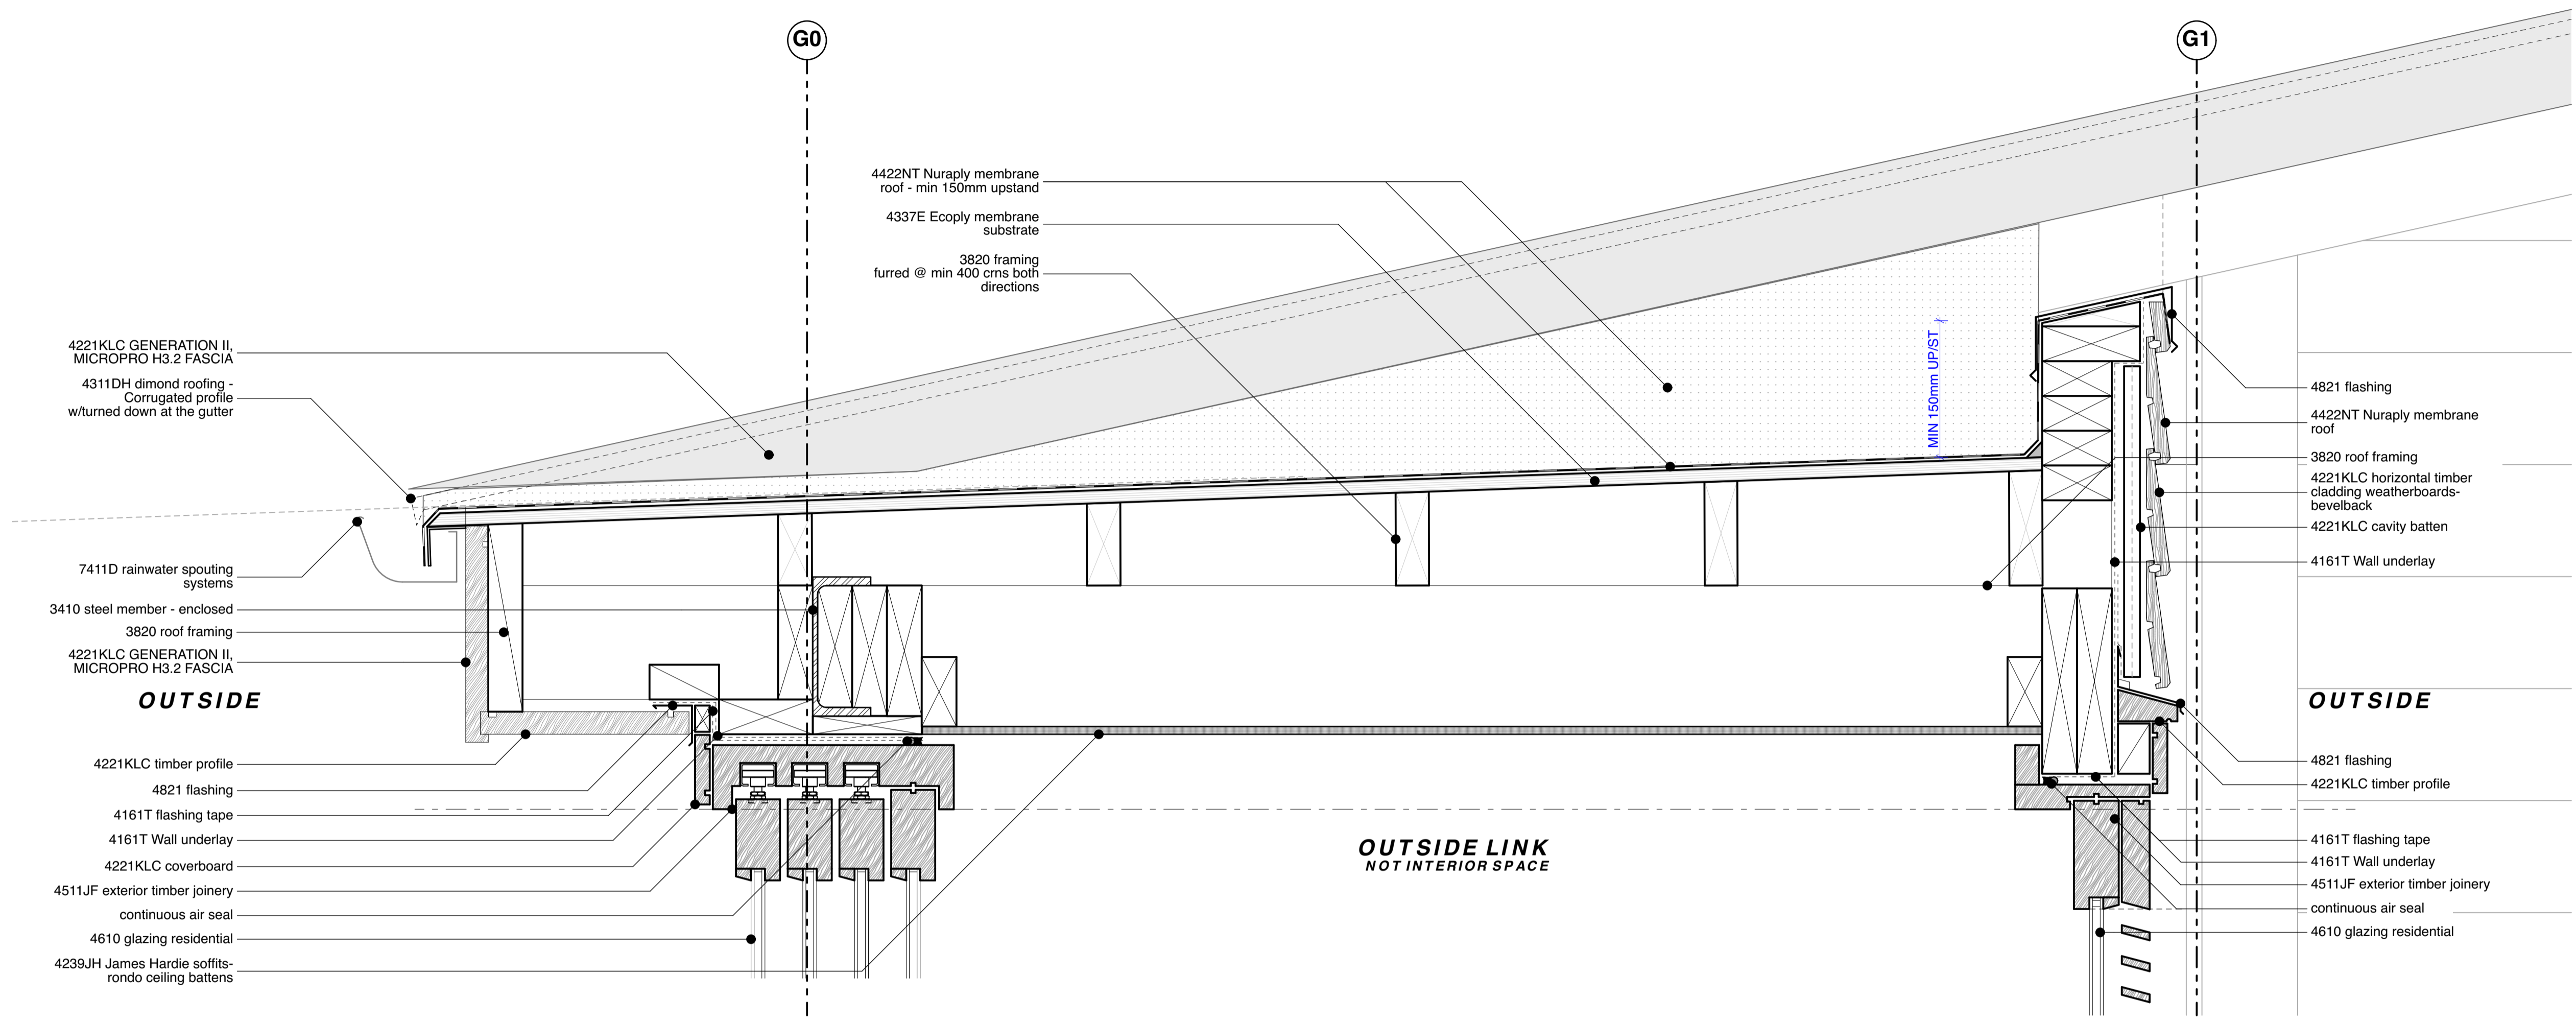 G0
G1
4422NT Nuraply membrane
roof - min 150mm upstand
4337E Ecoply membrane
substrate
3820 framing
furred @ min 400 crns both
directions
4221KLC GENERATION II,
MICROPRO H3.2 FASCIA
4311DH dimond roofing -
Corrugated profile
w/turned down at the gutter
7411D rainwater spouting
systems
3410 steel member - enclosed
3820 roof framing
4221KLC GENERATION II,
MICROPRO H3.2 FASCIA
OUTSIDE
4221KLC timber profile
4821 flashing
4161T flashing tape
4161T Wall underlay
4221KLC coverboard
4511JF exterior timber joinery
continuous air seal
4610 glazing residential
4239JH James Hardie soffits-
rondo ceiling battens
MIN 150mm UP/ST
OUTSIDE LINK
NOT INTERIOR SPACE
4821 flashing
4422NT Nuraply membrane
roof
3820 roof framing
4221KLC horizontal timber
cladding weatherboards-
bevelback
4221KLC cavity batten
4161T Wall underlay
OUTSIDE
4821 flashing
4221KLC timber profile
4161T flashing tape
4161T Wall underlay
4511JF exterior timber joinery
continuous air seal
4610 glazing residential